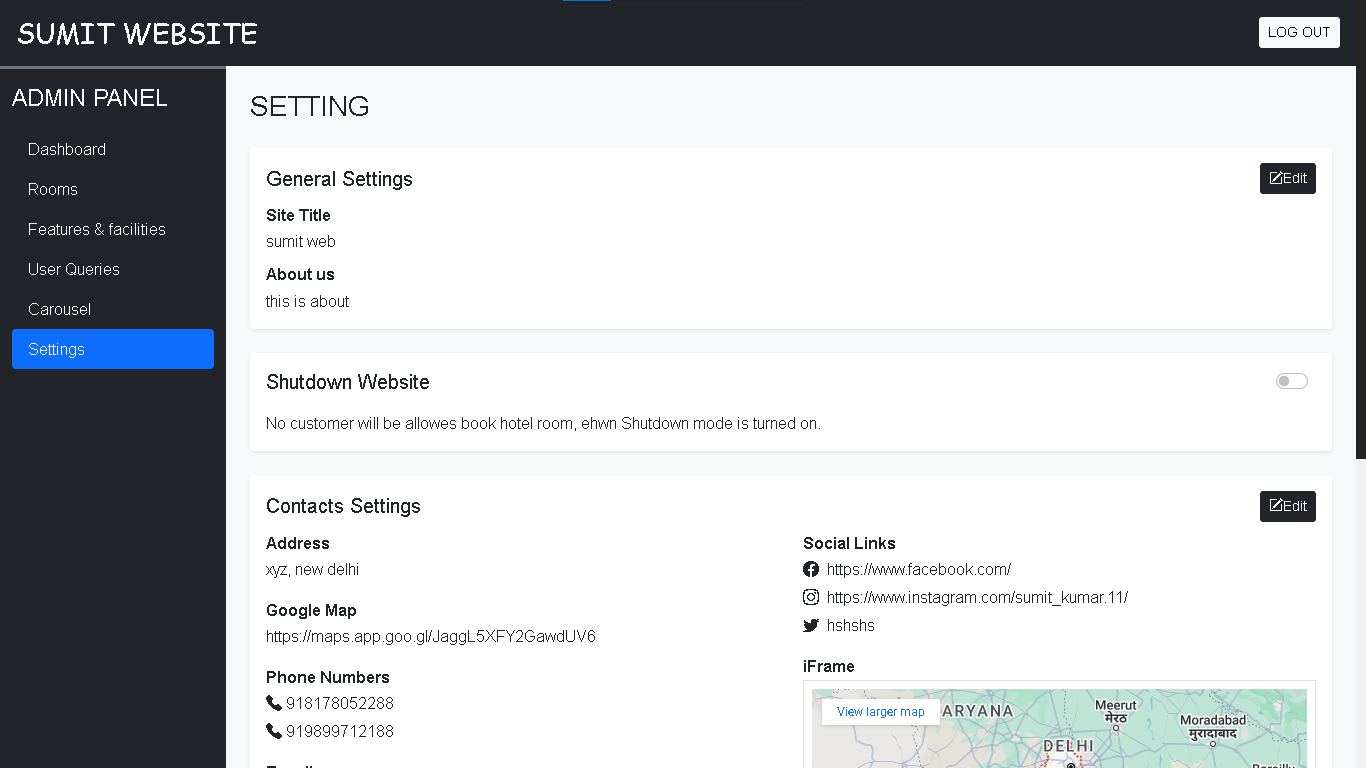 SUMIT WEBSITE
LOG OUT
ADMIN PANEL
Dashboard
Rooms
Features & facilities
User Queries
Carousel
Settings
SETTING
General Settings
Edit
Site Title
sumit web
About us
this is about
Shutdown Website
No customer will be allowes book hotel room, ehwn Shutdown mode is turned on.
Contacts Settings
Edit
Address
xyz, new delhi
Google Map
https://maps.app.goo.gl/JaggL5XFY2GawdUV6
Phone Numbers
918178052288
919899712188
Social Links
https://www.facebook.com/
https://www.instagram.com/sumit_kumar.11/
hshshs
iFrame
View larger map
ARYANA
Meerut
मेरठ
Moradabad
मुरादाबाद
DELHI